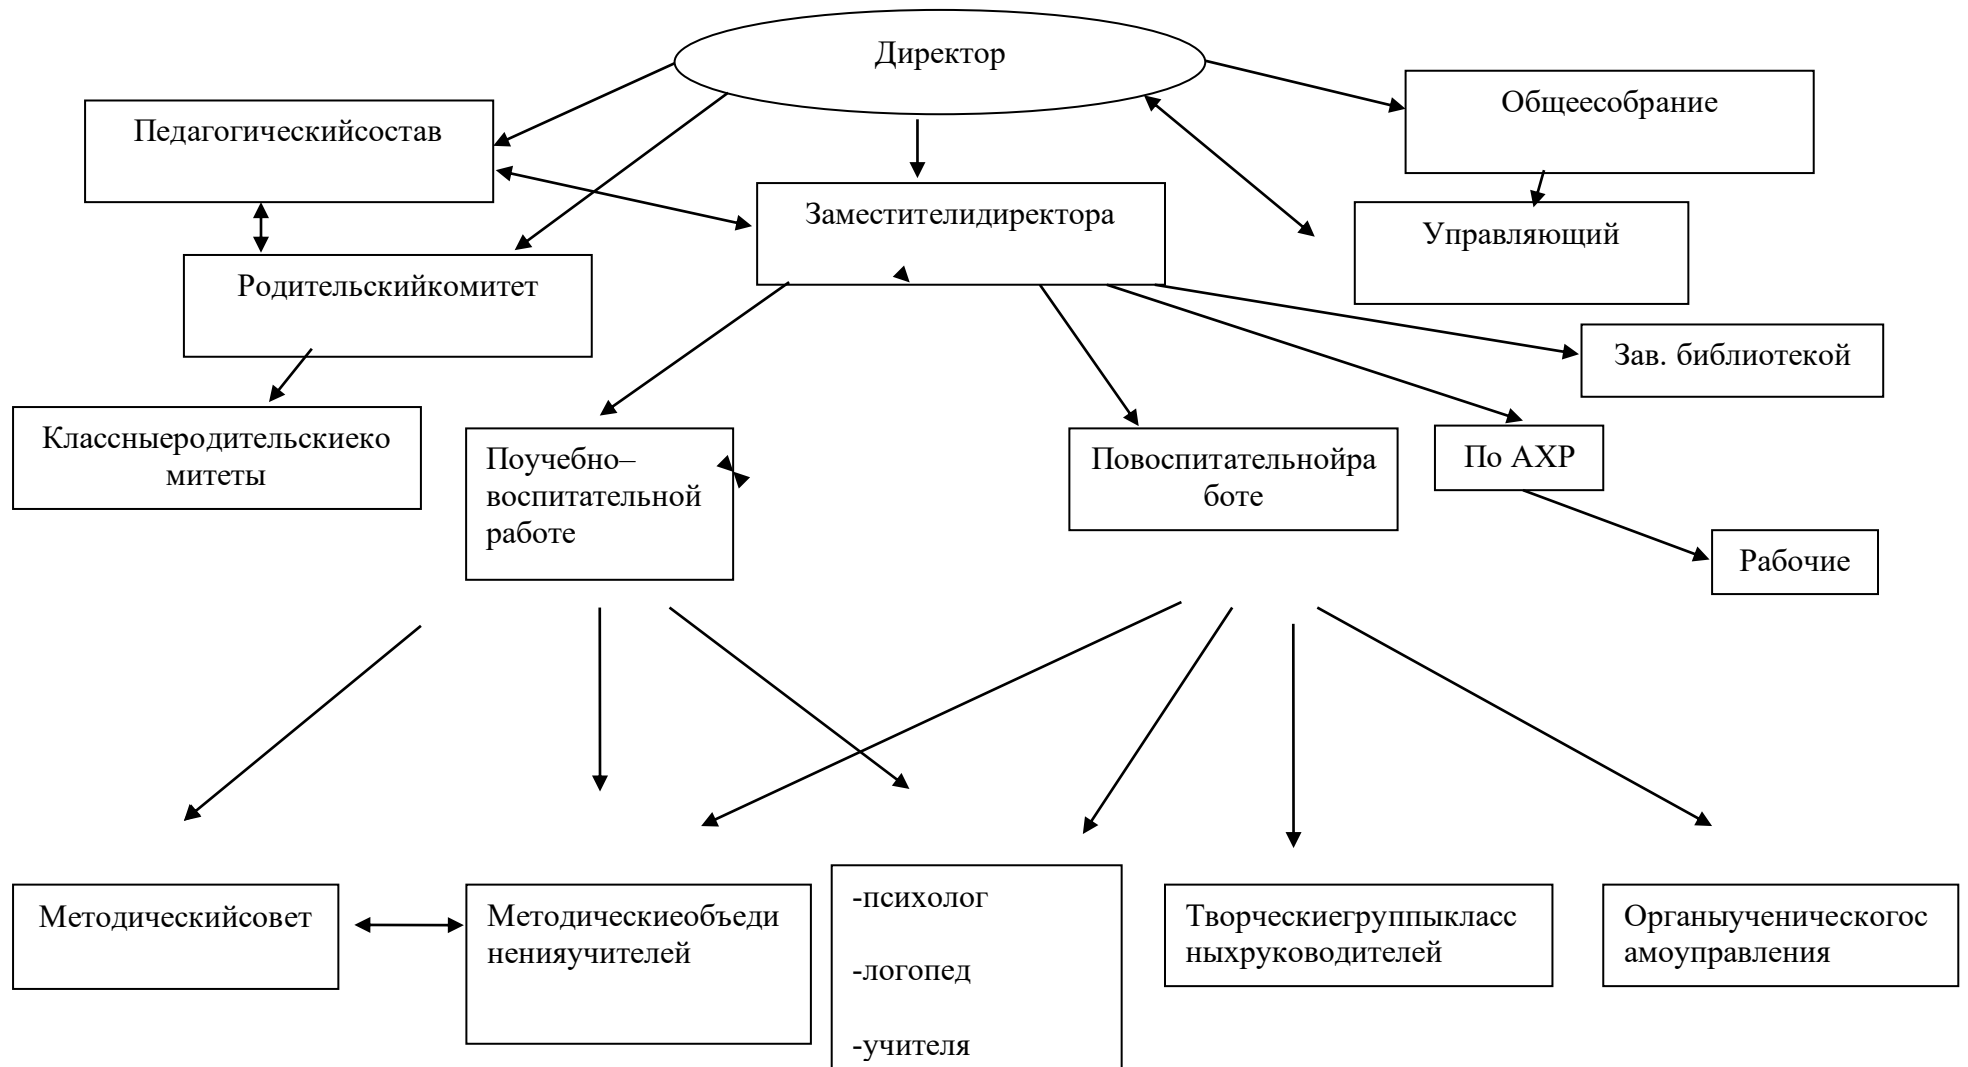 Директор
Общеесобрание
Педагогическийсостав
Заместителидиректора
Управляющий
Родительскийкомитет
Зав. библиотекой
Классныеродительскиеко
митеты
Поучебно–
воспитательной
работе
Повоспитательнойра
боте
По АХР
Рабочие
Методическийсовет
Методическиеобъеди
ненияучителей
-психолог
-логопед
-учителя
Творческиегруппыкласс
ныхруководителей
Органыученическогос
амоуправления